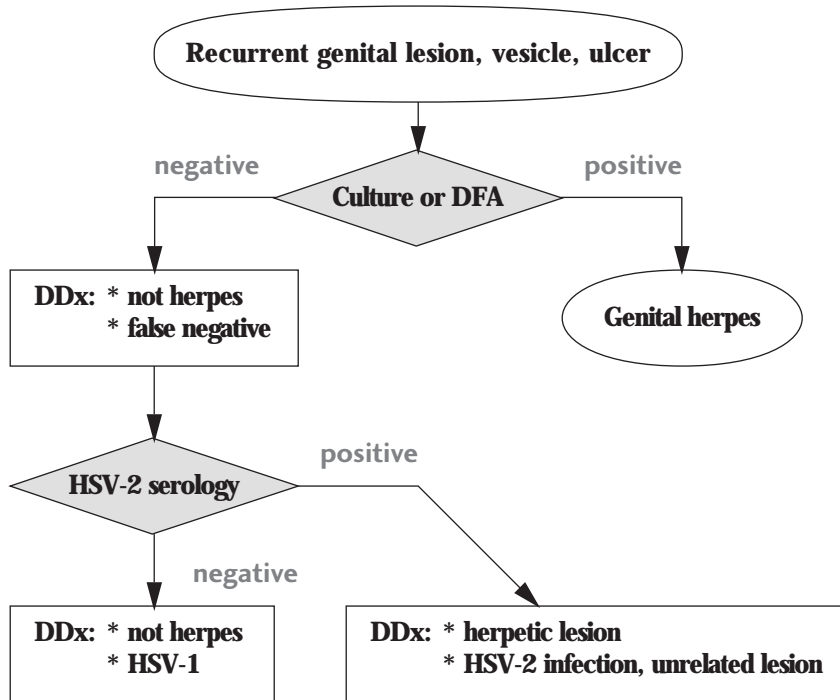 Recurrent genital lesion, vesicle, ulcer
negative
positive
Culture or DFA
DDx: * not herpes
* false negative
Genital herpes
positive
HSV-2 serology
negative
DDx: * not herpes
* HSV-1
DDx: * herpetic lesion
* HSV-2 infection, unrelated lesion